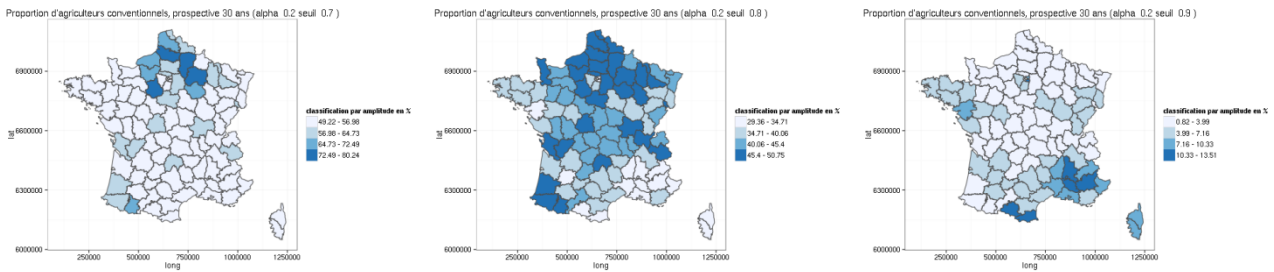 Proportion d'agriculteurs conventionnels, prospective 30 ans (alpha 0.2 seuil 0.7 )
6900000
6600000
6300000
6000000
lat
250000 500000 750000 1000000 1250000
long
classification par amplitude en %
49.22 - 56.98
56.98 - 64.73
64.73 - 72.49
72.49 - 80.24
Proportion d'agriculteurs conventionnels, prospective 30 ans (alpha 0.2 seuil 0.8 )
6900000
6600000
6300000
6000000
lat
250000 500000 750000 1000000 1250000
long
classification par amplitude en %
29.36 - 34.71
34.71 - 40.06
40.06 - 45.4
45.4 - 50.75
Proportion d'agriculteurs conventionnels, prospective 30 ans (alpha 0.2 seuil 0.9 )
6900000
6600000
6300000
6000000
lat
250000 500000 750000 1000000 1250000
long
classification par amplitude en %
0.82 - 3.99
3.99 - 7.16
7.16 - 10.33
10.33 - 13.51